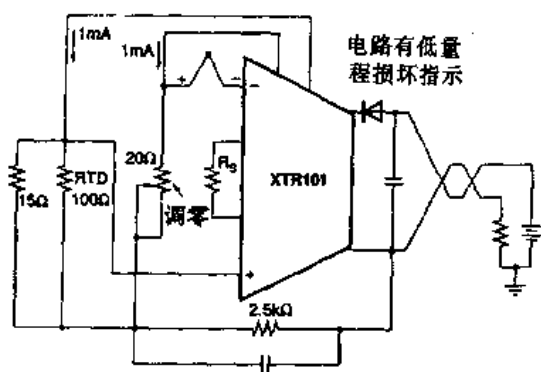 1mA
1mA
电路有低量
程损坏指示
20Ω
RS
XTR101
15Ω
RTD
100Ω
调零
2.5kΩ